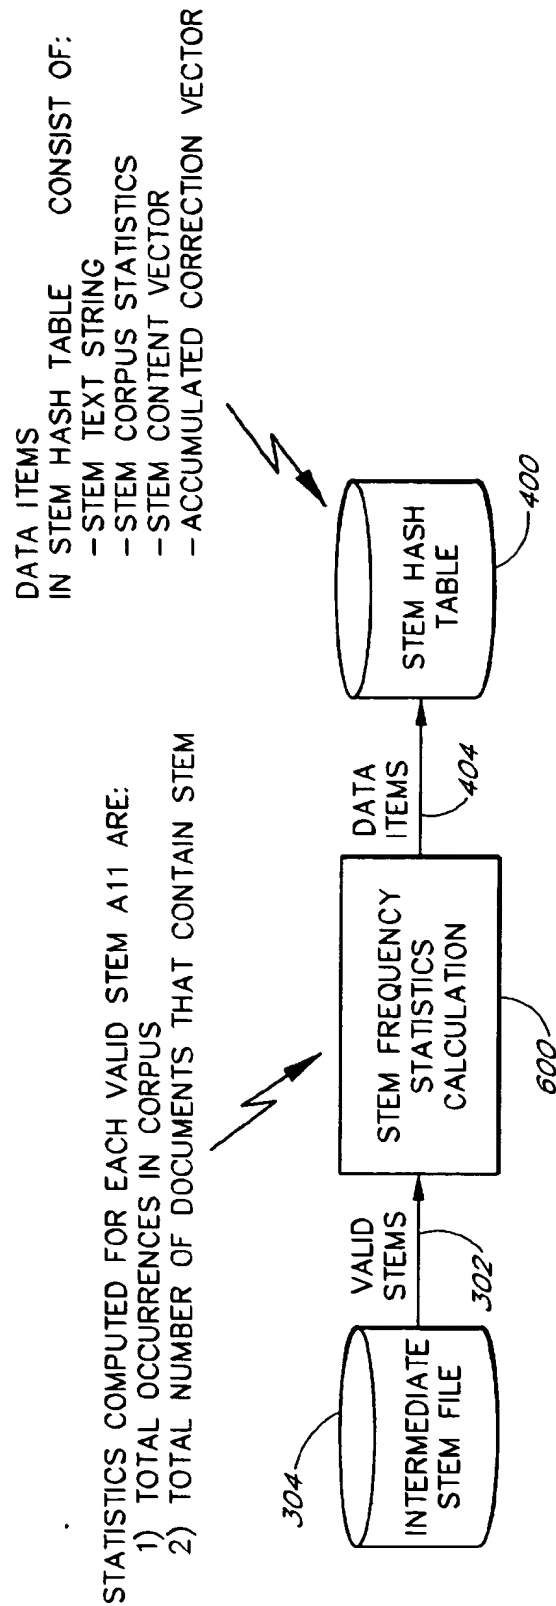 DATA ITEMS
IN STEM HASH TABLE CONSIST OF:
-STEM TEXT STRING
-STEM CORPUS STATISTICS
-STEM CONTENT VECTOR
-ACCUMULATED CORRECTION VECTOR
STATISTICS COMPUTED FOR EACH VALID STEM A11 ARE:
1) TOTAL OCCURRENCES IN CORPUS
2) TOTAL NUMBER OF DOCUMENTS THAT CONTAIN STEM
304
INTERMEDIATE
STEM FILE
VALID
STEMS
302
STEM FREQUENCY
STATISTICS
CALCULATION
600
DATA
ITEMS
404
STEM HASH
TABLE
400